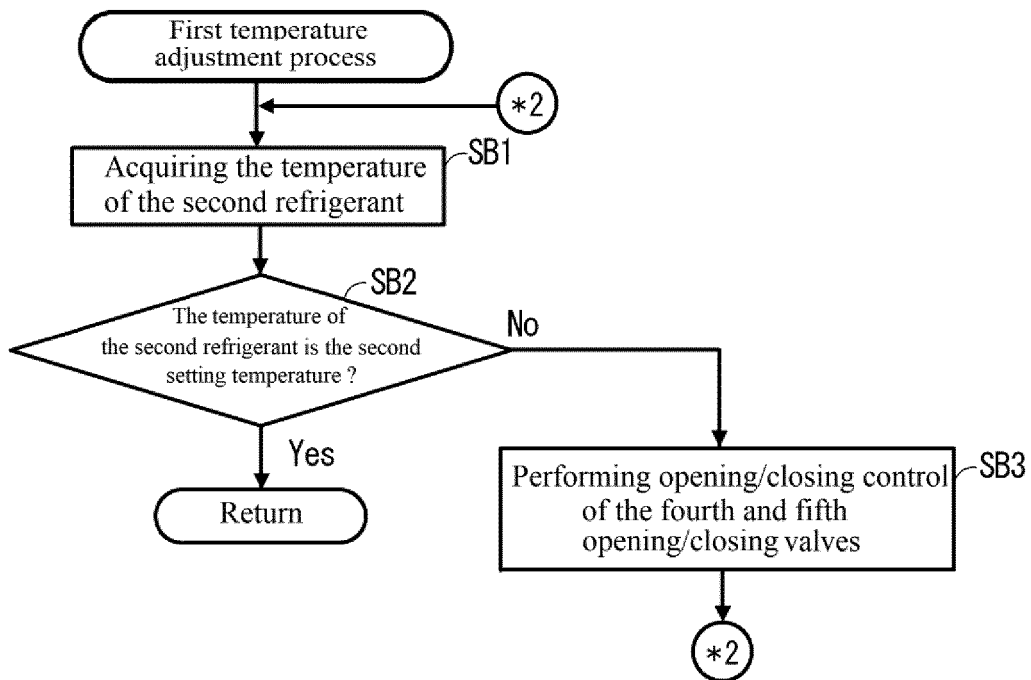 First temperature
adjustment process
*2
SB1
Acquiring the temperature
of the second refrigerant
SB2
The temperature of
the second refrigerant is the second
setting temperature ?
No
Yes
Return
SB3
Performing opening/closing control
of the fourth and fifth
opening/closing valves
*2